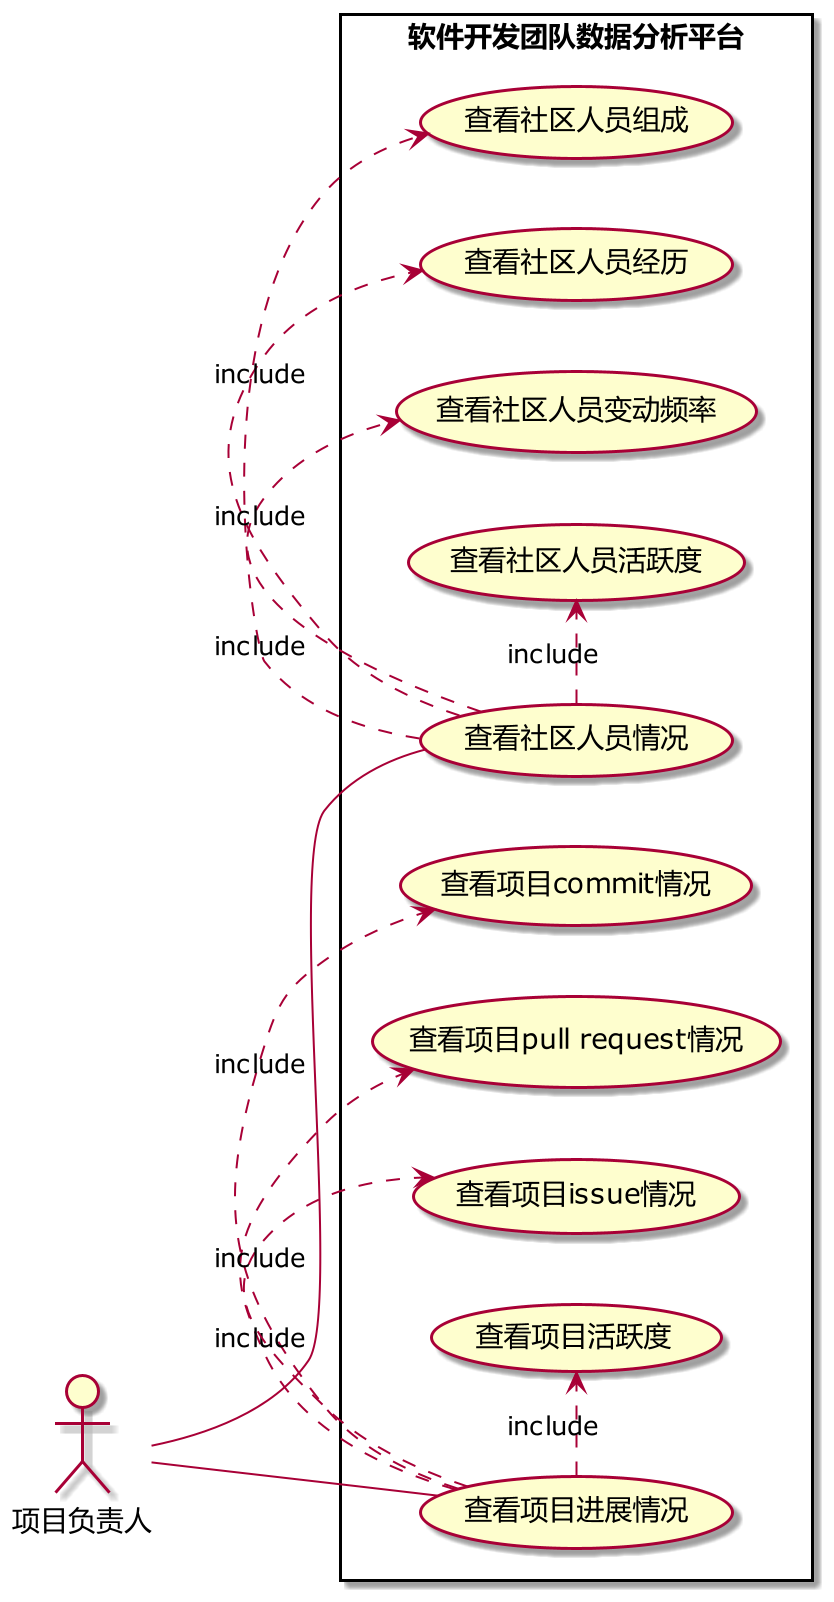 软件开发团队数据分析平台
查看社区人员组成
查看社区人员经历
include
查看社区人员变动频率
include
查看社区人员活跃度
include
include
查看社区人员情况
查看项目commit情况
查看项目pull request情况
include
查看项目issue情况
include
查看项目活跃度
include
include
查看项目进展情况
项目负责人